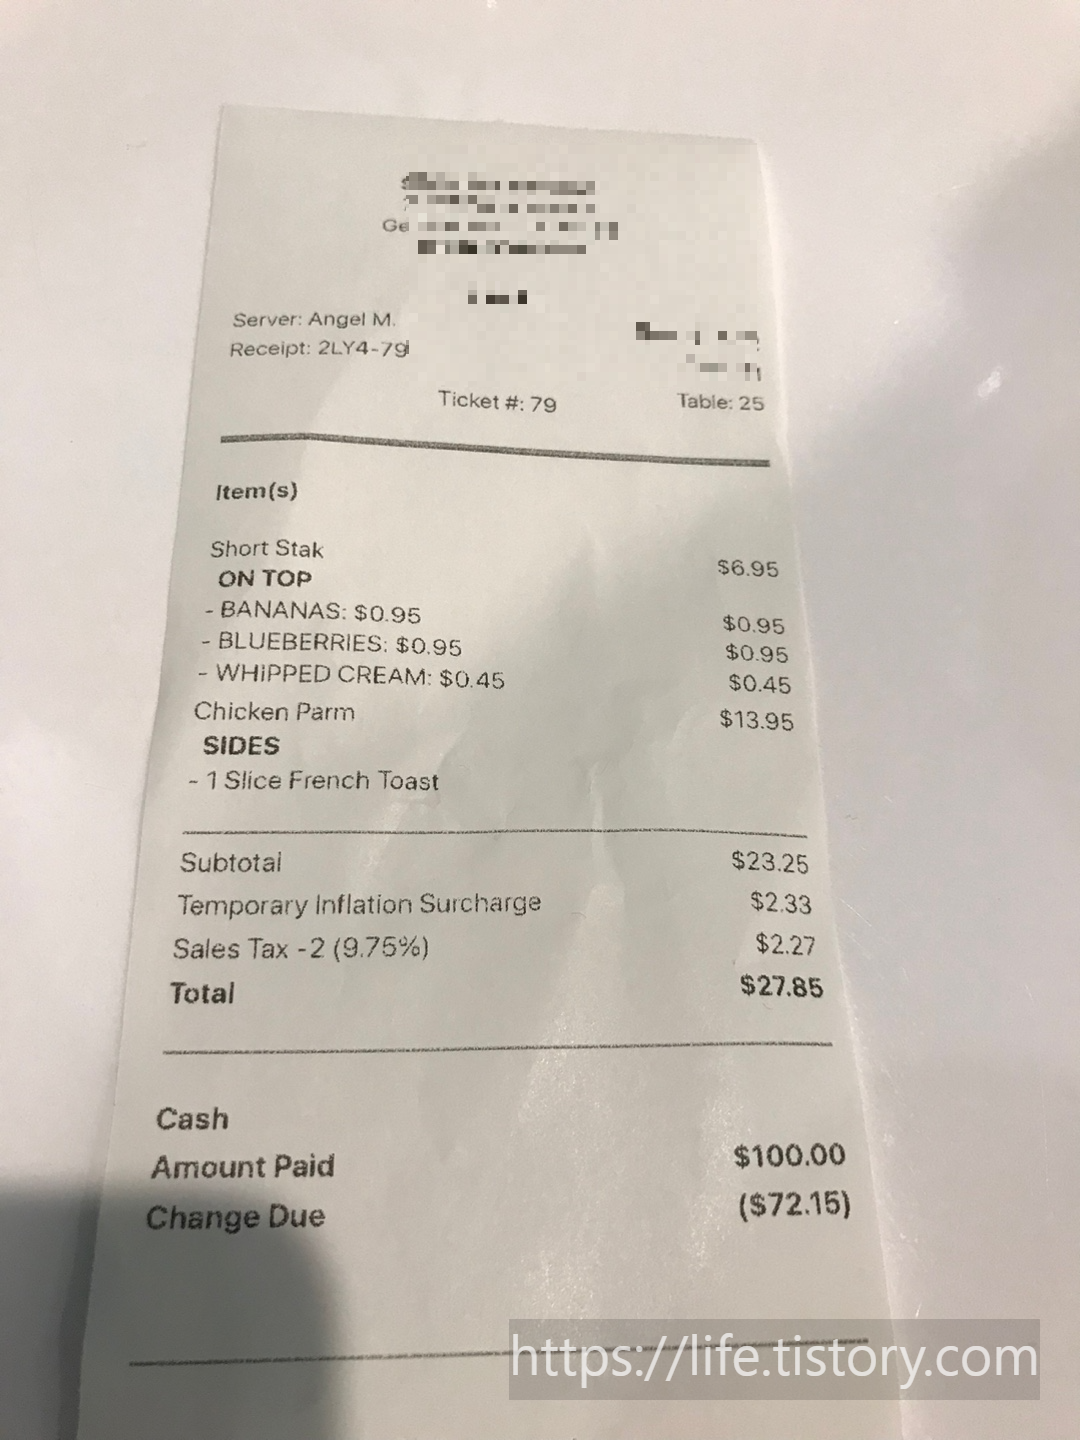 Server: Angel M.
Receipt: 2LY4-79
Ticket #: 79
Table: 25
Item(s)
Short Stak $6.95
ON TOP
- BANANAS: $0.95 $0.95
- BLUEBERRIES: $0.95 $0.95
- WHIPPED CREAM: $0.45 $0.45
Chicken Parm $13.95
SIDES
- 1 Slice French Toast
Subtotal $23.25
Temporary Inflation Surcharge $2.33
Sales Tax -2 (9.75%) $2.27
Total $27.85
Cash
Amount Paid $100.00
Change Due ($72.15)
https://life.tistory.com